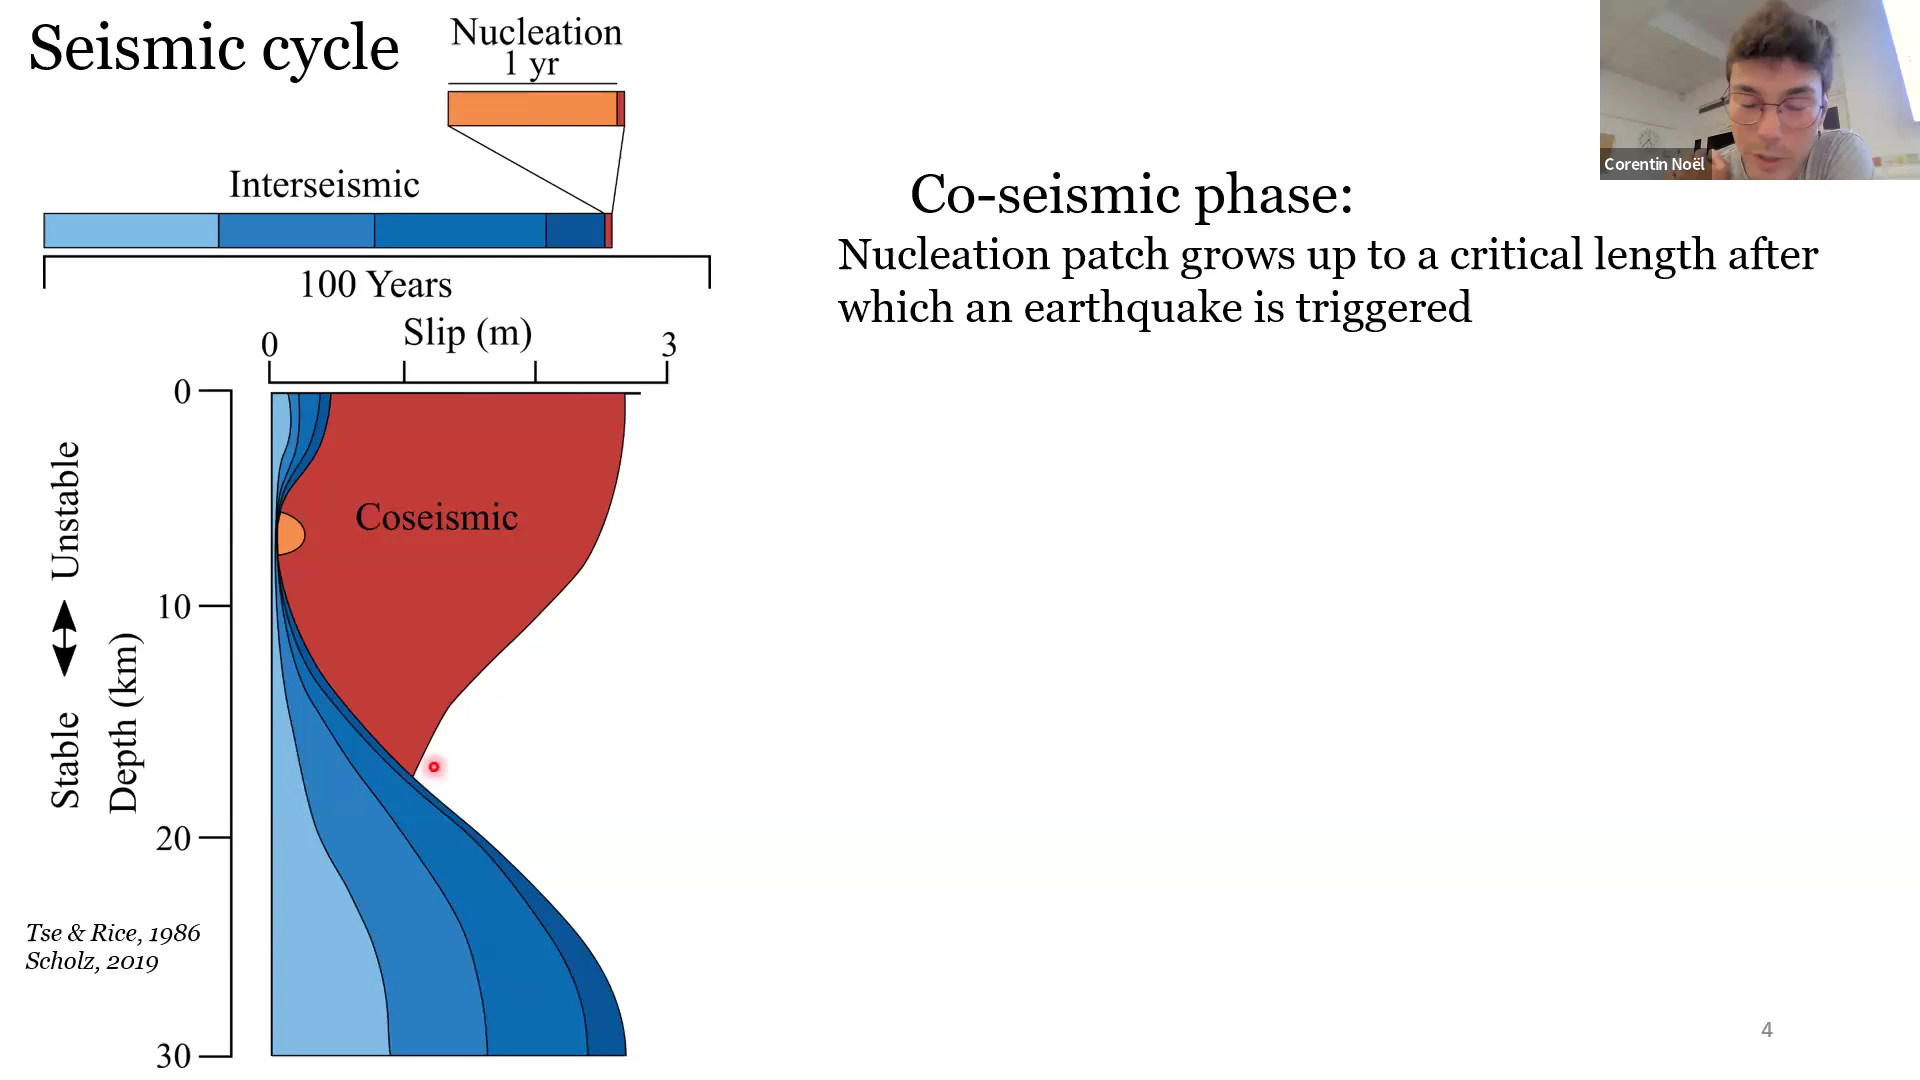 Seismic cycle
Nucleation
1 yr
Interseismic
100 Years
Slip (m)
0
3
0
10
20
30
Unstable
Stable
Depth (km)
Coseismic
Tse & Rice, 1986
Scholz, 2019
Co-seismic phase:
Nucleation patch grows up to a critical length after
which an earthquake is triggered
Corentin Noël
4